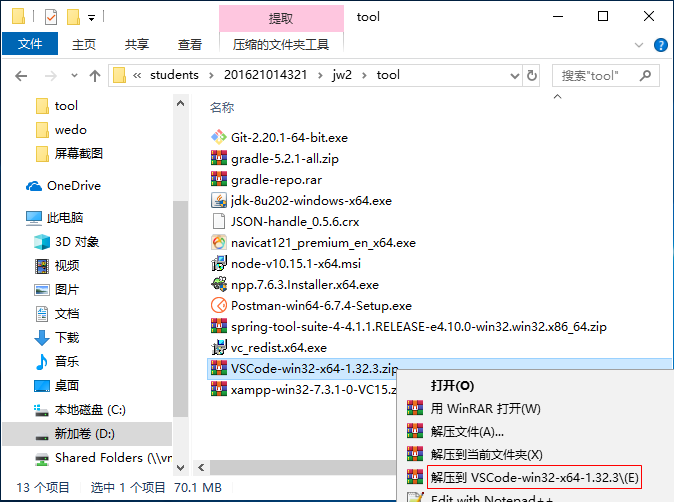 提取
tool
文件
主页
共享
查看
压缩的文件夹工具
« students > 201621014321 > jw2 > tool
搜索"tool"
tool
wedo
屏幕截图
OneDrive
此电脑
3D 对象
视频
图片
文档
下载
音乐
桌面
本地磁盘 (C:)
新加卷 (D:)
Shared Folders (\\vn
名称
Git-2.20.1-64-bit.exe
gradle-5.2.1-all.zip
gradle-repo.rar
jdk-8u202-windows-x64.exe
JSON-handle_0.5.6.crx
navicat121_premium_en_x64.exe
node-v10.15.1-x64.msi
npp.7.6.3.Installer.x64.exe
Postman-win64-6.7.4-Setup.exe
spring-tool-suite-4-4.1.1.RELEASE-e4.10.0-win32.win32.x86_64.zip
vc_redist.x64.exe
VSCode-win32-x64-1.32.3.zip
xampp-win32-7.3.1-0-VC15.z
打开(O)
用 WinRAR 打开(W)
解压文件(A)...
解压到当前文件夹(X)
解压到 VSCode-win32-x64-1.32.3\(E)
Edit with Notepad++
13 个项目
选中 1 个项目 70.1 MB